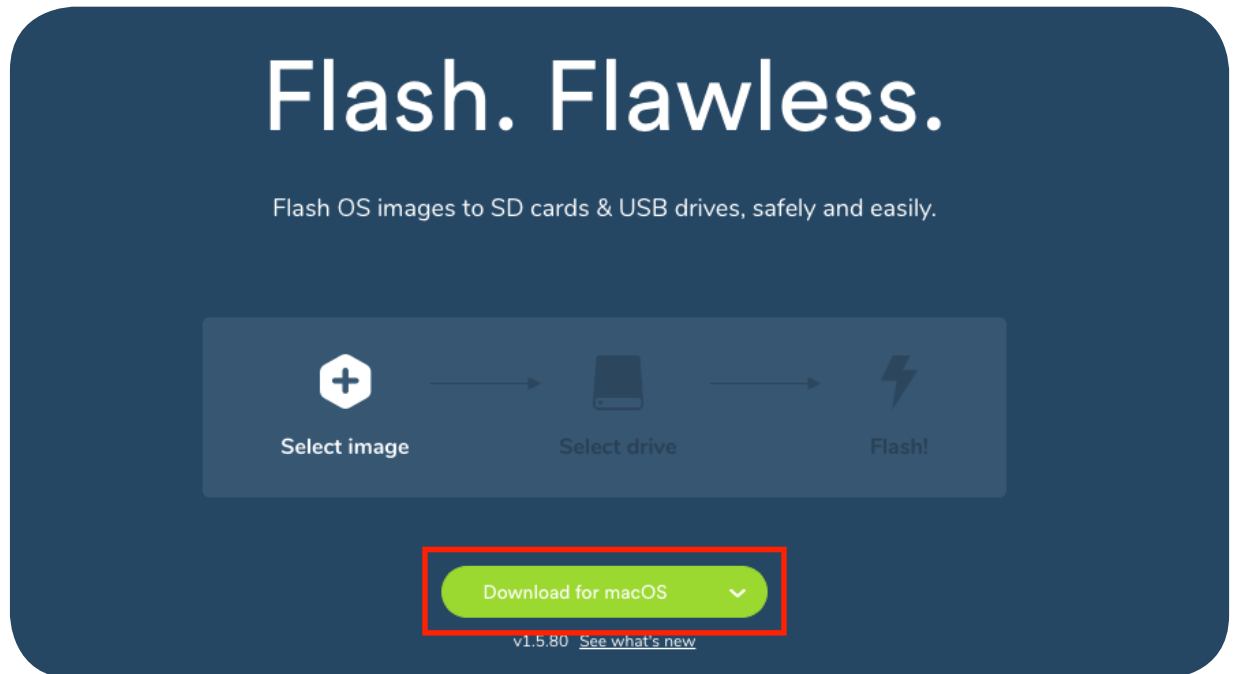 Flash. Flawless.
Flash OS images to SD cards & USB drives, safely and easily.
Select image
Select drive
Flash!
Download for macOS
v1.5.80 See what's new